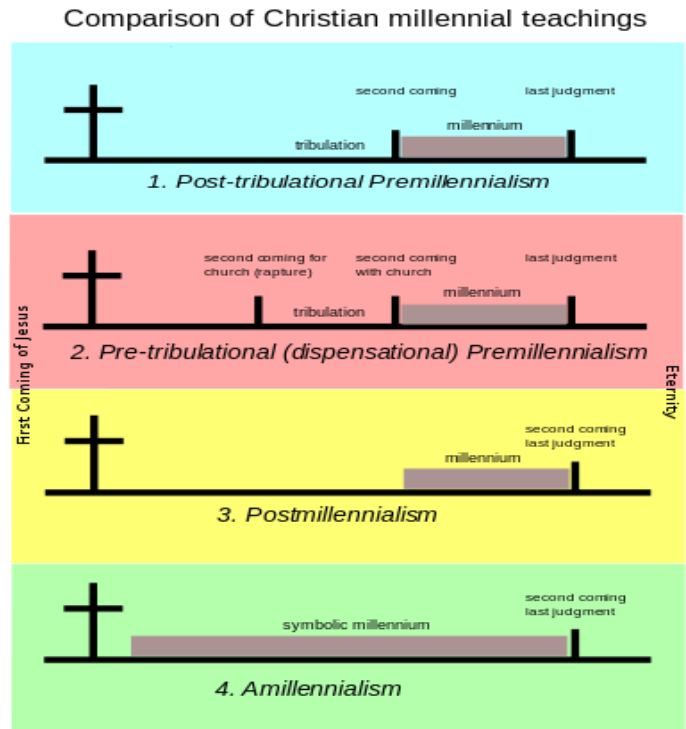 Comparison of Christian millennial teachings
second coming
last judgment
millennium
tribulation
1. Post-tribulational Premillennialism
second coming for
church (rapture)
second coming
with church
last judgment
millennium
tribulation
2. Pre-tribulational (dispensational) Premillennialism
First Coming of Jesus
Eternity
second coming
last judgment
millennium
3. Postmillennialism
second coming
last judgment
symbolic millennium
4. Amillennialism